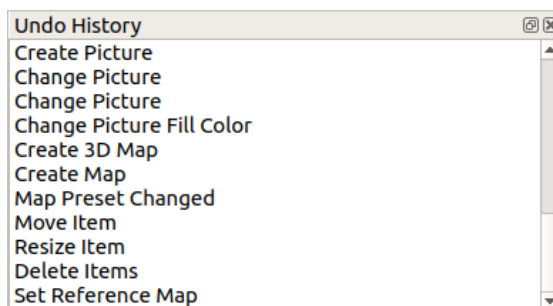 Undo History
Create Picture
Change Picture
Change Picture
Change Picture Fill Color
Create 3D Map
Create Map
Map Preset Changed
Move Item
Resize Item
Delete Items
Set Reference Map